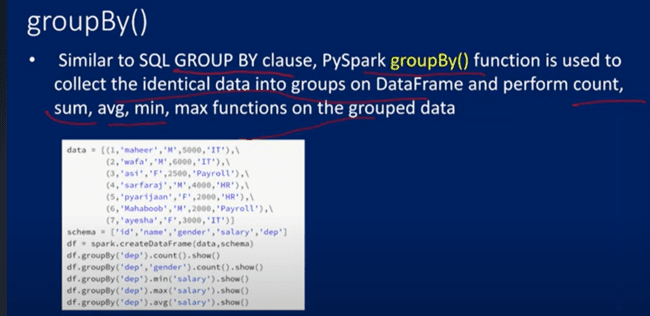 groupBy()
• Similar to SQL GROUP BY clause, PySpark groupBy() function is used to
collect the identical data into groups on DataFrame and perform count,
sum, avg, min, max functions on the grouped data
data = [(1,'maheer','M',5000,'IT'),\
(2,'wafa','M',6000,'IT'),\
(3,'asi','F',2500,'Payroll'),\
(4,'sarfaraj','M',4000,'HR'),\
(5,'pyarijaan','F',2000,'HR'),\
(6,'Mahaboob','M',2000,'Payroll'),\
(7,'ayesha','F',3000,'IT')]
schema = ['id','name','gender','salary','dep']
df = spark.createDataFrame(data,schema)
df.groupBy('dep').count().show()
df.groupBy('dep','gender').count().show()
df.groupBy('dep').min('salary').show()
df.groupBy('dep').max('salary').show()
df.groupBy('dep').avg('salary').show()